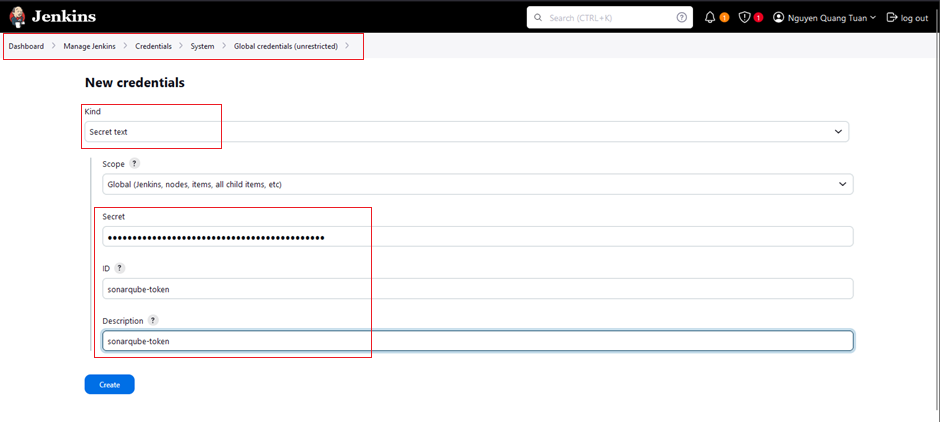 Jenkins
Search (CTRL+K)
?
1
1
Nguyen Quang Tuan
log out
Dashboard > Manage Jenkins > Credentials > System > Global credentials (unrestricted) >
New credentials
Kind
Secret text
Scope ?
Global (Jenkins, nodes, items, all child items, etc)
Secret
••••••••••••••••••••••••••••••••••••••••••••
ID ?
sonarqube-token
Description ?
sonarqube-token
Create